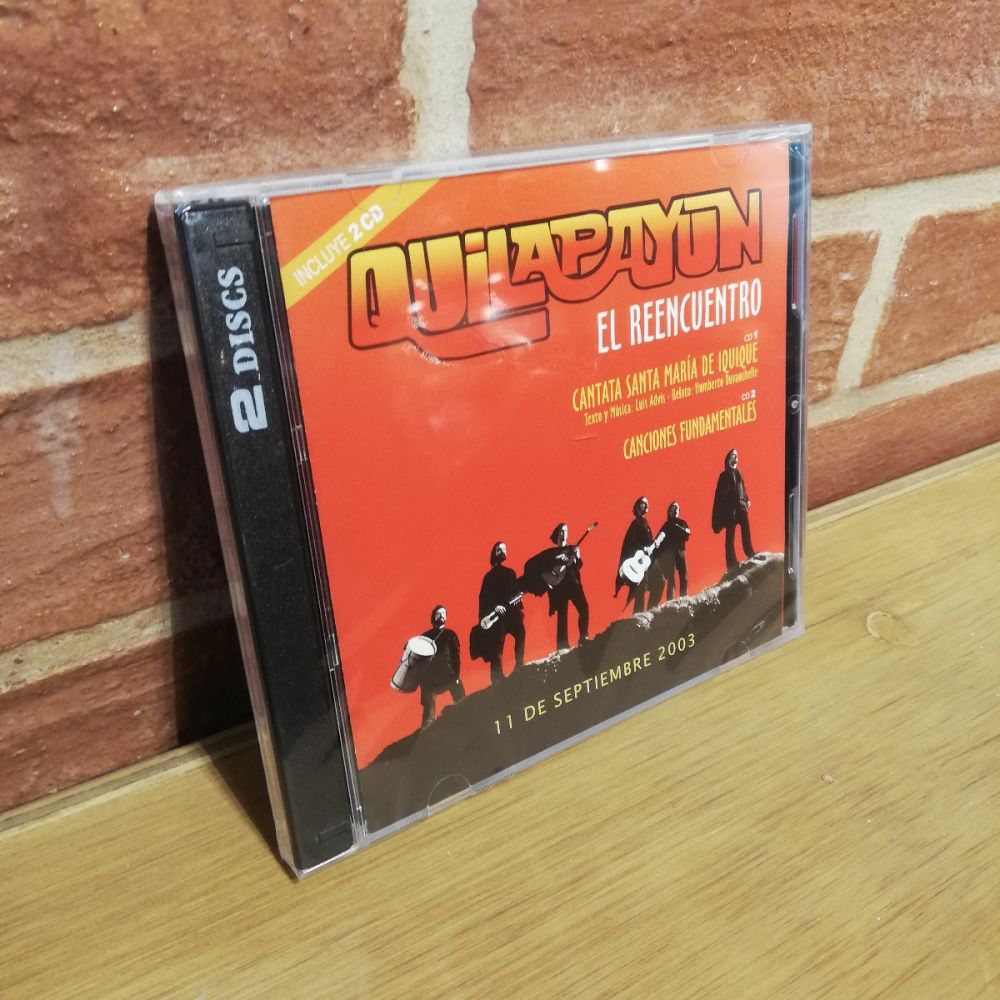 2 DISCS
INCLUYE 2 CD
QUILAPAYUN
EL REENCUENTRO
CD 1
CANTATA SANTA MARÍA DE IQUIQUE
Texto y Música: Luis Advis - Relato: Humberto Duvauchelle
CD 2
CANCIONES FUNDAMENTALES
11 DE SEPTIEMBRE 2003